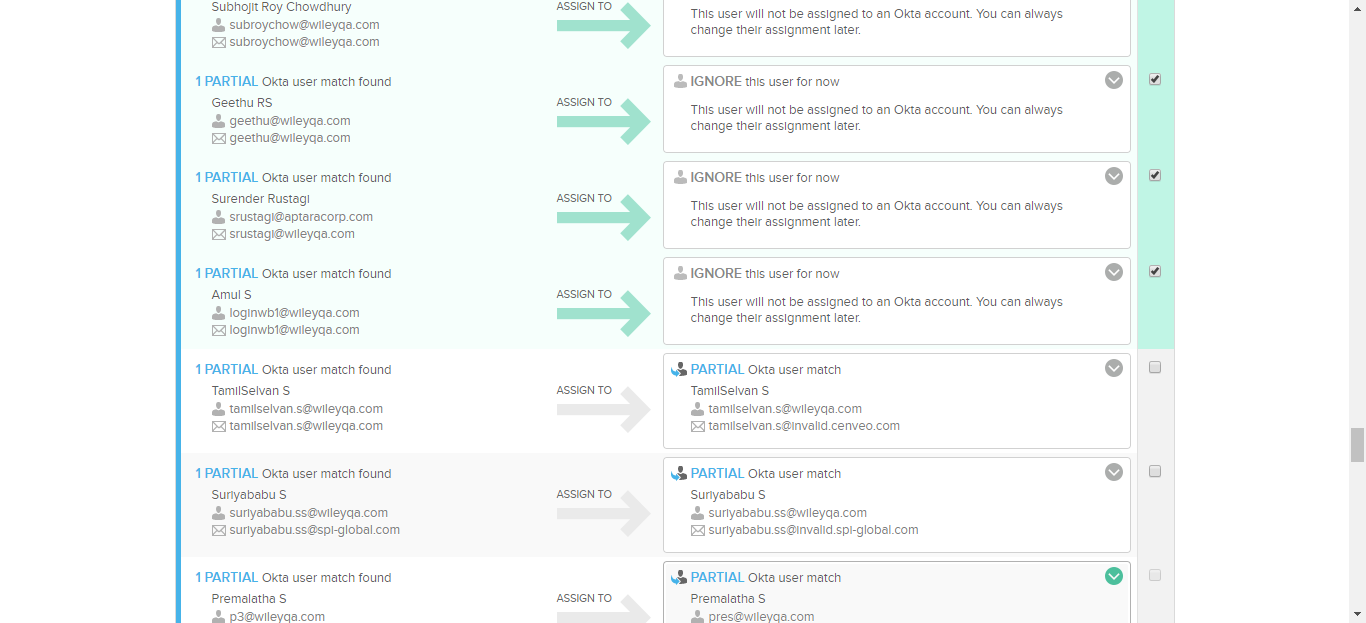 Subhojit Roy Chowdhury
subroychow@wileyqa.com
subroychow@wileyqa.com
ASSIGN TO
This user will not be assigned to an Okta account. You can always
change their assignment later.
1 PARTIAL Okta user match found
Geethu RS
geethu@wileyqa.com
geethu@wileyqa.com
ASSIGN TO
IGNORE this user for now
This user will not be assigned to an Okta account. You can always
change their assignment later.
1 PARTIAL Okta user match found
Surender Rustagi
srustagi@aptaracorp.com
srustagi@wileyqa.com
ASSIGN TO
IGNORE this user for now
This user will not be assigned to an Okta account. You can always
change their assignment later.
1 PARTIAL Okta user match found
Amul S
loginwb1@wileyqa.com
loginwb1@wileyqa.com
ASSIGN TO
IGNORE this user for now
This user will not be assigned to an Okta account. You can always
change their assignment later.
1 PARTIAL Okta user match found
TamilSelvan S
tamilselvan.s@wileyqa.com
tamilselvan.s@wileyqa.com
ASSIGN TO
PARTIAL Okta user match
TamilSelvan S
tamilselvan.s@wileyqa.com
tamilselvan.s@invalid.cenveo.com
1 PARTIAL Okta user match found
Suriyababu S
suriyababu.ss@wileyqa.com
suriyababu.ss@spi-global.com
ASSIGN TO
PARTIAL Okta user match
Suriyababu S
suriyababu.ss@wileyqa.com
suriyababu.ss@invalid.spi-global.com
1 PARTIAL Okta user match found
Premalatha S
p3@wileyqa.com
ASSIGN TO
PARTIAL Okta user match
Premalatha S
pres@wileyqa.com